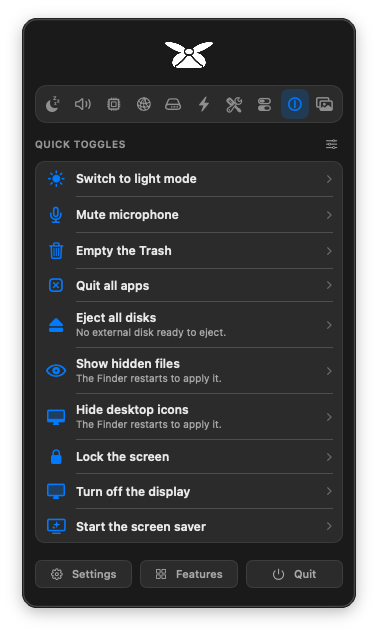 QUICK TOGGLES
Switch to light mode
Mute microphone
Empty the Trash
Quit all apps
Eject all disks
No external disk ready to eject.
Show hidden files
The Finder restarts to apply it.
Hide desktop icons
The Finder restarts to apply it.
Lock the screen
Turn off the display
Start the screen saver
Settings
Features
Quit